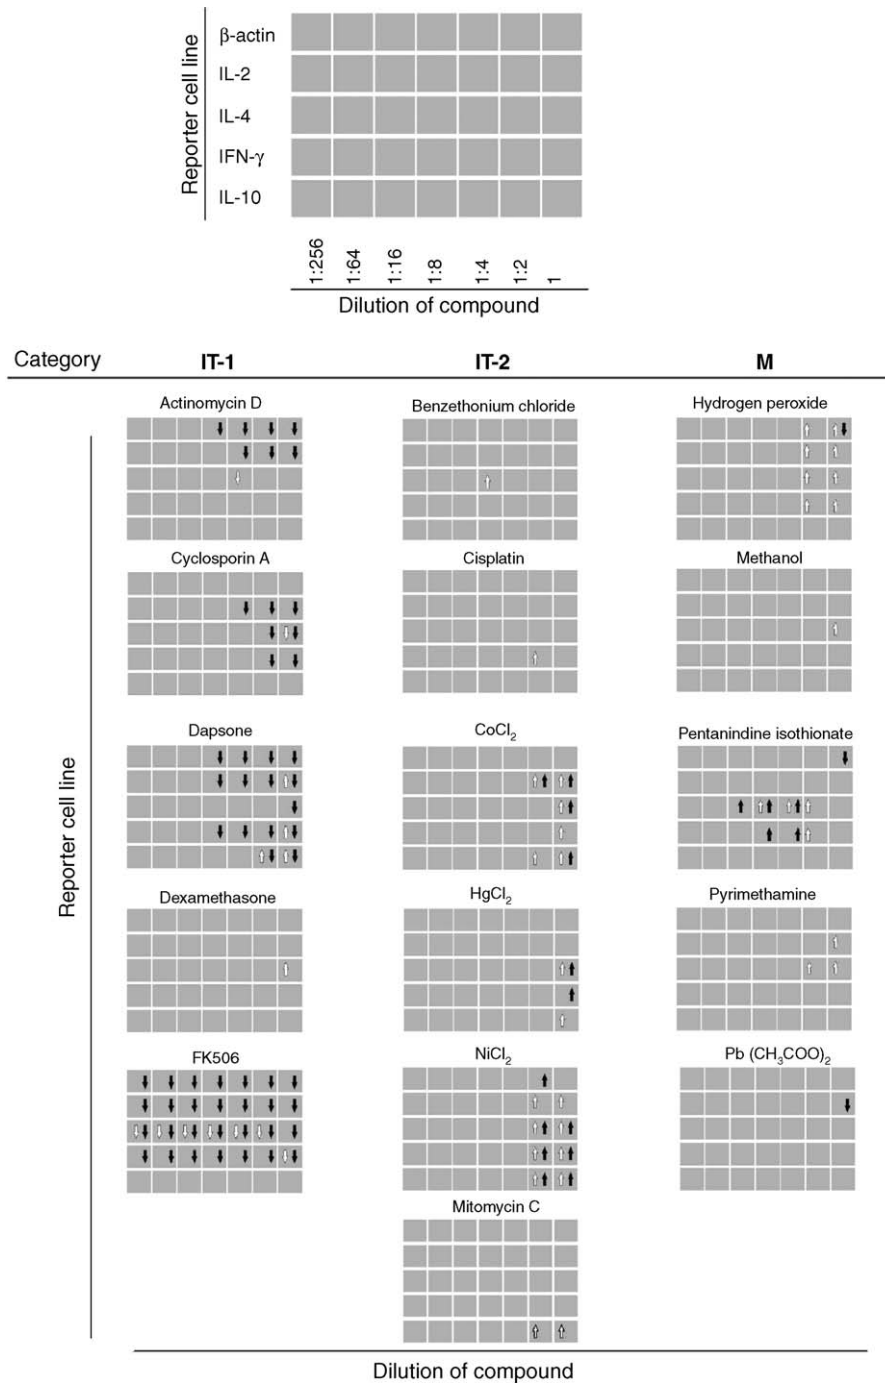 Reporter cell line
β-actin
IL-2
IL-4
IFN-γ
IL-10
1:256
1:64
1:16
1:8
1:4
1:2
1
Dilution of compound
Category IT-1 IT-2 M
Actinomycin D Benzethonium chloride Hydrogen peroxide
Cyclosporin A Cisplatin Methanol
Dapsone CoCl₂ Pentanindine isothionate
Reporter cell line
Dexamethasone HgCl₂ Pyrimethamine
FK506 NiCl₂ Pb (CH₃COO)₂
Mitomycin C
Dilution of compound